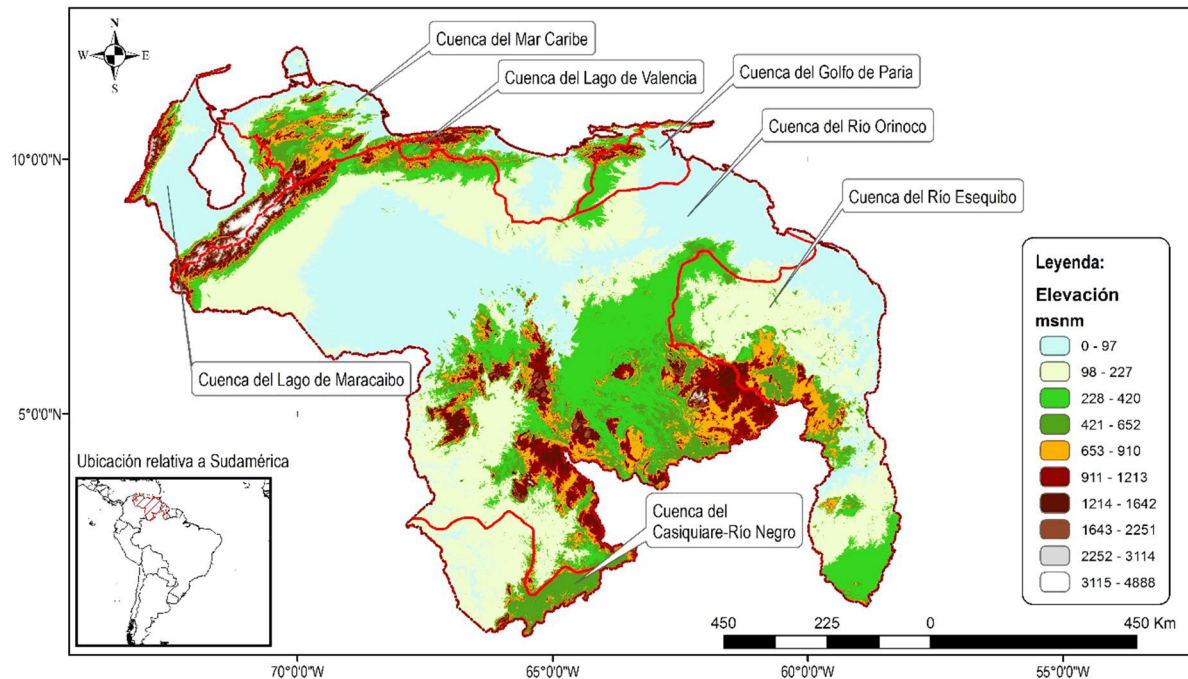 N
W E
S
Cuenca del Mar Caribe
Cuenca del Lago de Valencia
Cuenca del Golfo de Paria
Cuenca del Río Orinoco
Cuenca del Río Esequibo
Cuenca del Lago de Maracaibo
Cuenca del
Casiquiare-Río Negro
10°0'0"N
5°0'0"N
Leyenda:
Elevación
msnm
0 - 97
98 - 227
228 - 420
421 - 652
653 - 910
911 - 1213
1214 - 1642
1643 - 2251
2252 - 3114
3115 - 4888
Ubicación relativa a Sudamérica
450 225 0 450 Km
70°0'0"W 65°0'0"W 60°0'0"W 55°0'0"W